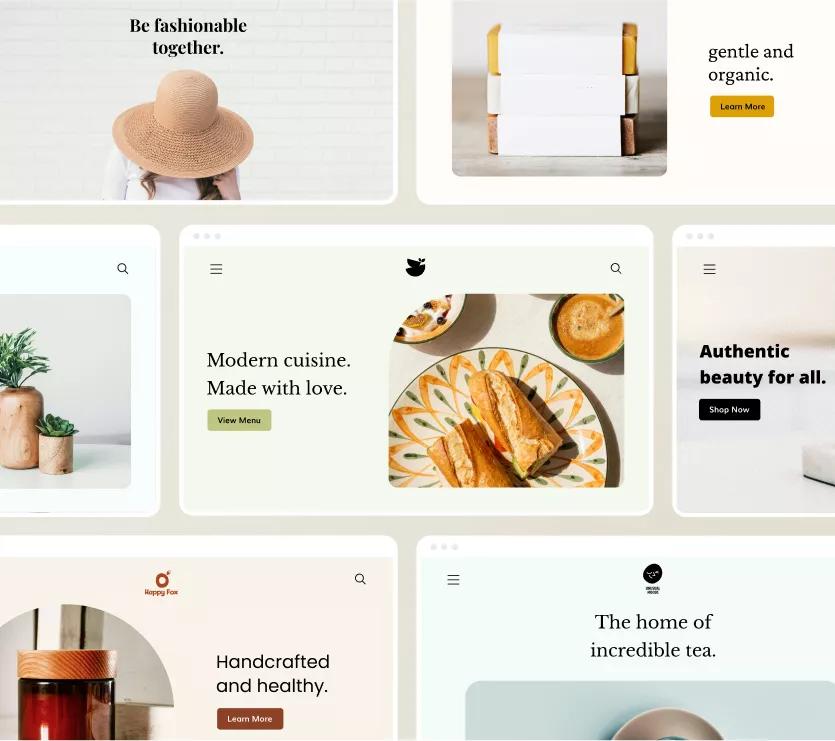 Be fashionable
together.
gentle and
organic.
Learn More
Modern cuisine.
Made with love.
View Menu
Authentic
beauty for all.
Shop Now
Happy Fox
Handcrafted
and healthy.
Learn More
The home of
incredible tea.